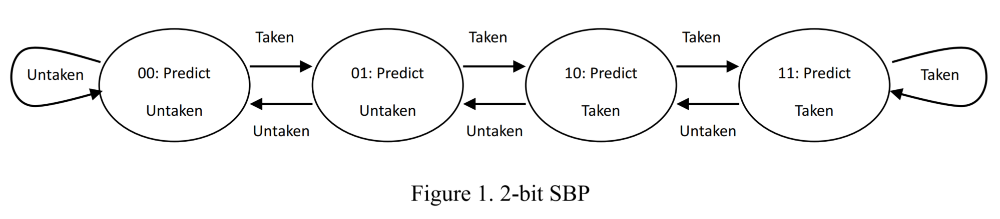 Taken
Taken
Taken
Untaken
00: Predict
Untaken
01: Predict
Untaken
10: Predict
Taken
11: Predict
Taken
Taken
Untaken
Untaken
Untaken
Figure 1. 2-bit SBP